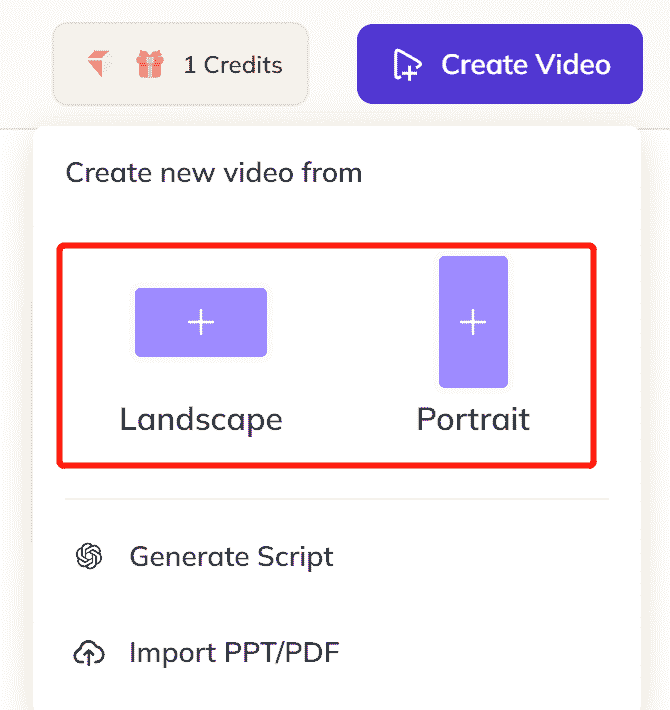 1 Credits
Create Video
Create new video from
Landscape
Portrait
Generate Script
Import PPT/PDF